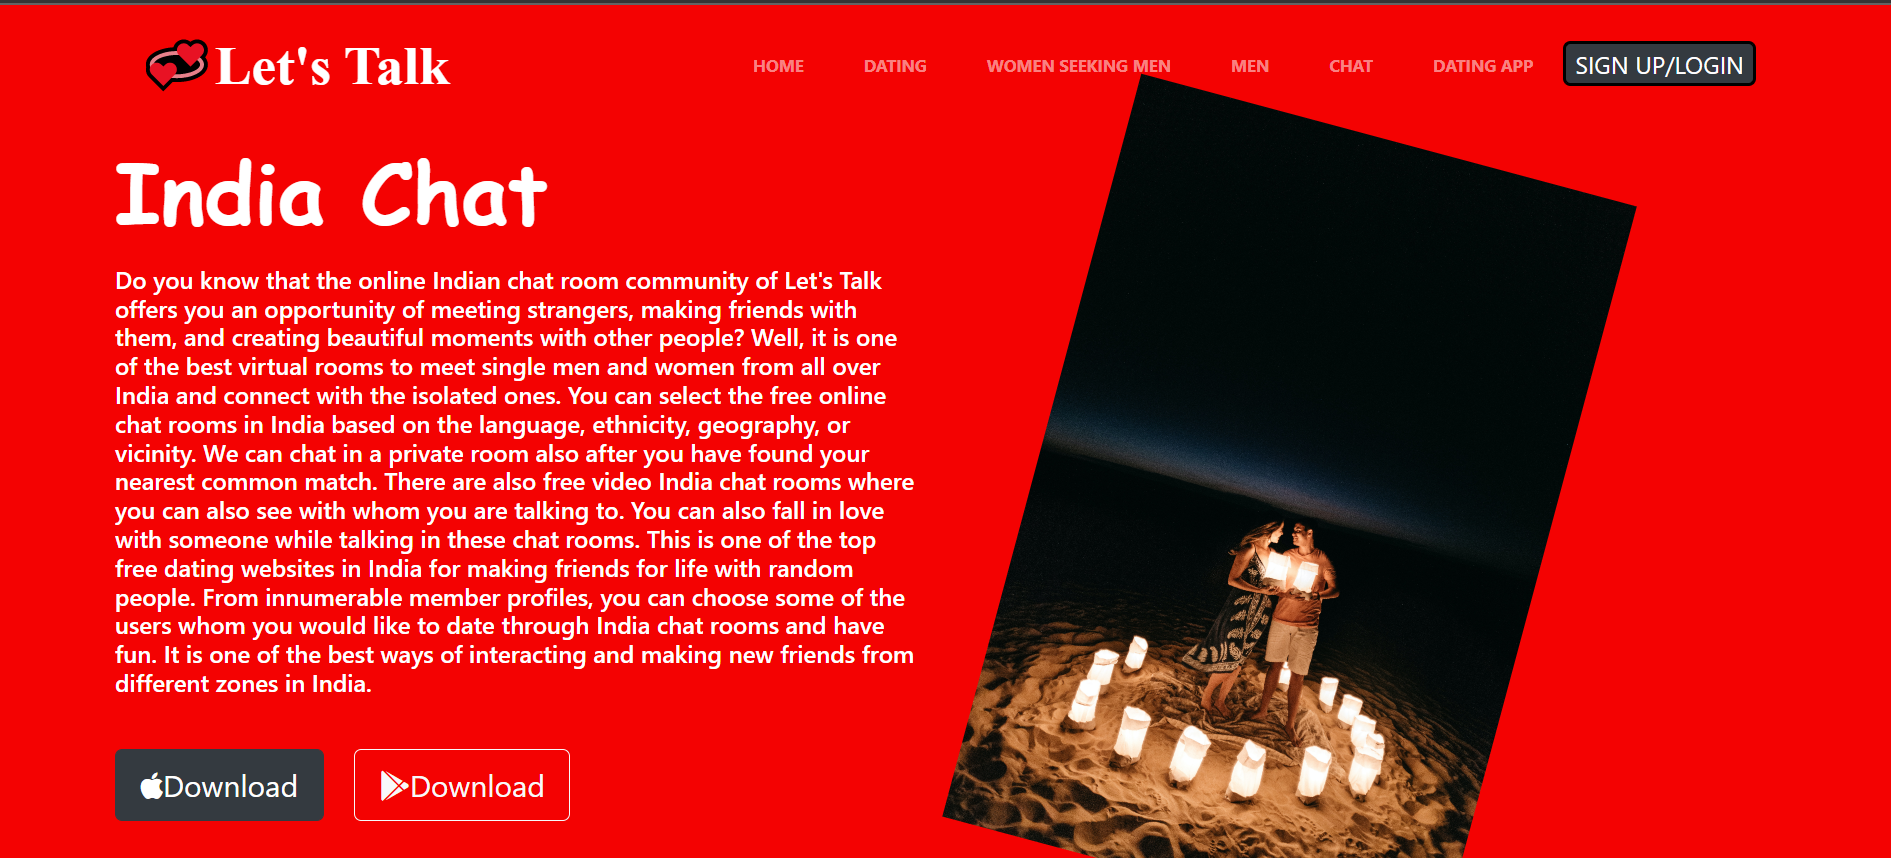 Let's Talk
HOME DATING WOMEN SEEKING MEN MEN CHAT DATING APP SIGN UP/LOGIN
India Chat
Do you know that the online Indian chat room community of Let's Talk
offers you an opportunity of meeting strangers, making friends with
them, and creating beautiful moments with other people? Well, it is one
of the best virtual rooms to meet single men and women from all over
India and connect with the isolated ones. You can select the free online
chat rooms in India based on the language, ethnicity, geography, or
vicinity. We can chat in a private room also after you have found your
nearest common match. There are also free video India chat rooms where
you can also see with whom you are talking to. You can also fall in love
with someone while talking in these chat rooms. This is one of the top
free dating websites in India for making friends for life with random
people. From innumerable member profiles, you can choose some of the
users whom you would like to date through India chat rooms and have
fun. It is one of the best ways of interacting and making new friends from
different zones in India.
Download Download